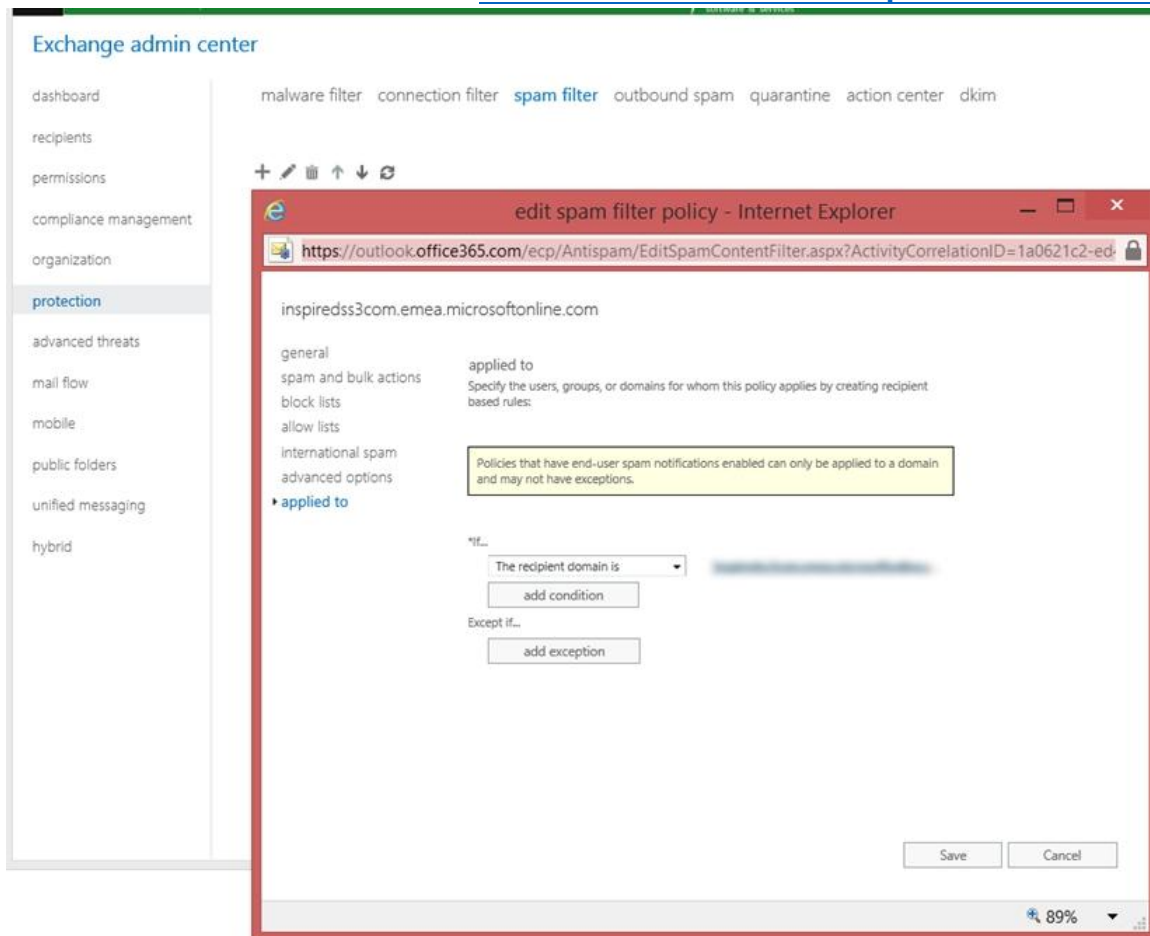 software & services
Exchange admin center
dashboard
recipients
permissions
compliance management
organization
protection
advanced threats
mail flow
mobile
public folders
unified messaging
hybrid
malware filter connection filter spam filter outbound spam quarantine action center dkim
edit spam filter policy - Internet Explorer
https://outlook.office365.com/ecp/Antispam/EditSpamContentFilter.aspx?ActivityCorrelationID=1a0621c2-ed
inspiredss3com.emea.microsoftonline.com
general
spam and bulk actions
block lists
allow lists
international spam
advanced options
applied to
applied to
Specify the users, groups, or domains for whom this policy applies by creating recipient
based rules:
Policies that have end-user spam notifications enabled can only be applied to a domain
and may not have exceptions.
*If...
The recipient domain is
add condition
Except if...
add exception
Save Cancel
89%